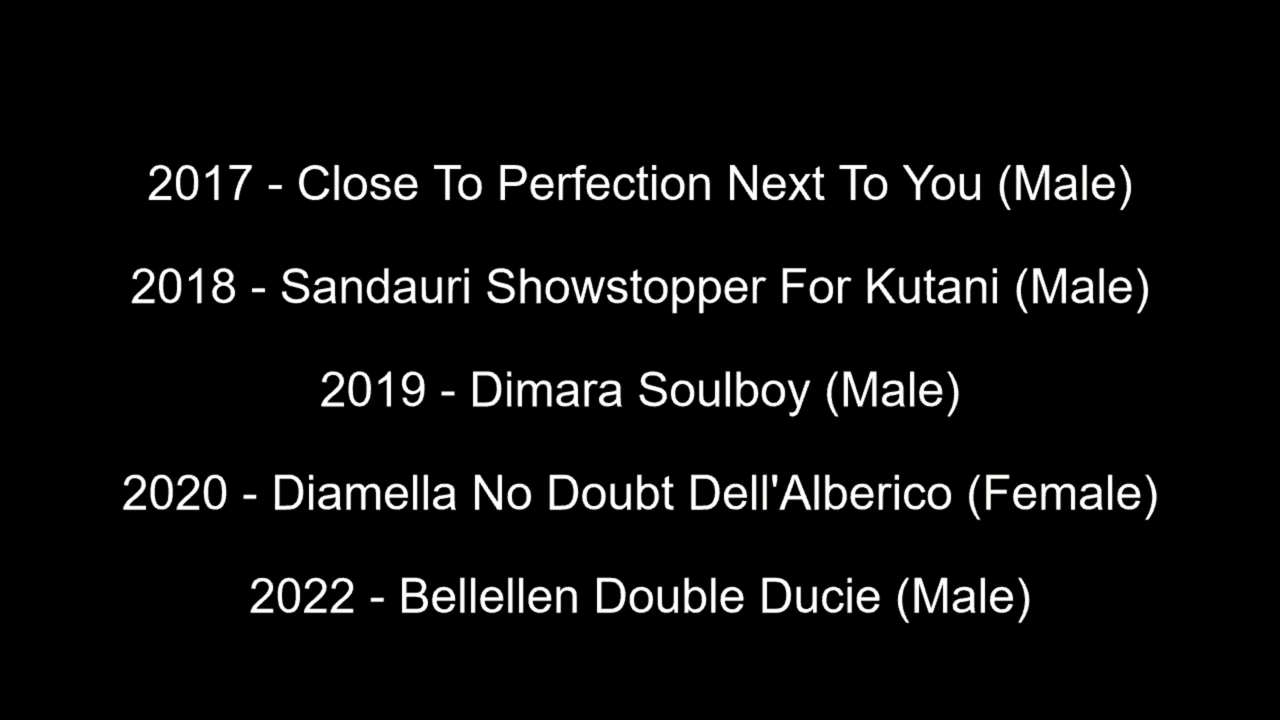 2017 - Close To Perfection Next To You (Male)
2018 - Sandauri Showstopper For Kutani (Male)
2019 - Dimara Soulboy (Male)
2020 - Diamella No Doubt Dell'Alberico (Female)
2022 - Bellellen Double Ducie (Male)